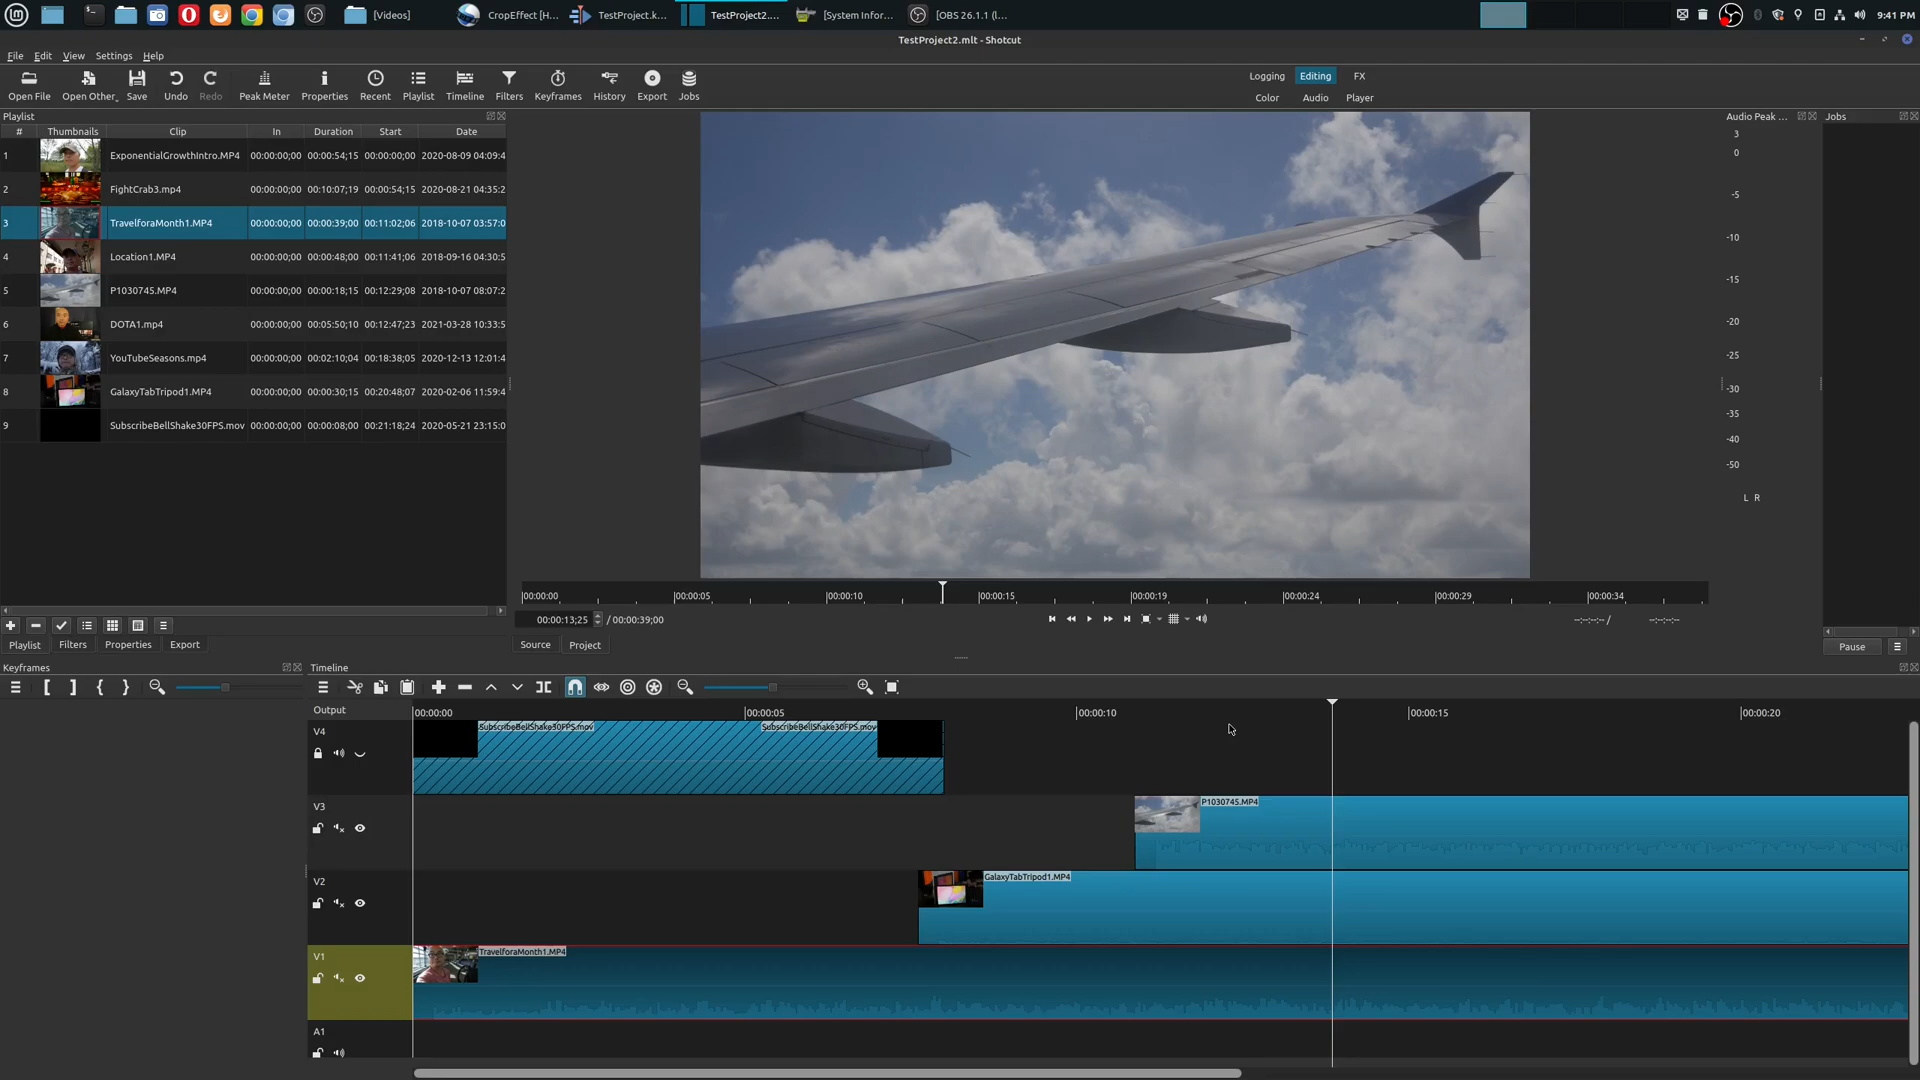 [Videos] CropEffect [H... TestProject.k... TestProject2.... [System Infor... [OBS 26.1.1 (l... 9:41 PM
TestProject2.mlt - Shotcut
File Edit View Settings Help
Open File Open Other... Save Undo Redo Peak Meter Properties Recent Playlist Timeline Filters Keyframes History Export Jobs
Logging Editing FX
Color Audio Player
Playlist
Audio Peak ...
Jobs
# Thumbnails Clip In Duration Start Date
1 ExponentialGrowthIntro.MP4 00:00:00;00 00:00:54;15 00:00:00;00 2020-08-09 04:09:4
2 FightCrab3.mp4 00:00:00;00 00:10:07;19 00:00:54;15 2020-08-21 04:35:2
3 TravelforaMonth1.MP4 00:00:00;00 00:00:39;00 00:11:02;06 2018-10-07 03:57:0
4 Location1.MP4 00:00:00;00 00:00:48;00 00:11:41;06 2018-09-16 04:30:5
5 P1030745.MP4 00:00:00;00 00:00:18;15 00:12:29;08 2018-10-07 08:07:2
6 DOTA1.mp4 00:00:00;00 00:05:50;10 00:12:47;23 2021-03-28 10:33:5
7 YouTubeSeasons.mp4 00:00:00;00 00:02:10;04 00:18:38;05 2020-12-13 12:01:4
8 GalaxyTabTripod1.MP4 00:00:00;00 00:00:30;15 00:20:48;07 2020-02-06 11:59:4
9 SubscribeBellShake30FPS.mov 00:00:00;00 00:00:08;00 00:21:18;24 2020-05-21 23:15:0
3
0
-5
-10
-15
-20
-25
-30
-35
-40
-50
L R
00:00:00 00:00:05 00:00:10 00:00:15 00:00:19 00:00:24 00:00:29 00:00:34
00:00:13;25 / 00:00:39;00 --:--:--:-- / --:--:--:--
Playlist Filters Properties Export
Source Project
Pause
Keyframes
Timeline
Output 00:00:00 00:00:05 00:00:10 00:00:15 00:00:20
V4 SubscribeBellShake30FPS.mov SubscribeBellShake30FPS.mov
V3 P1030745.MP4
V2 GalaxyTabTripod1.MP4
V1 TravelforaMonth1.MP4
A1